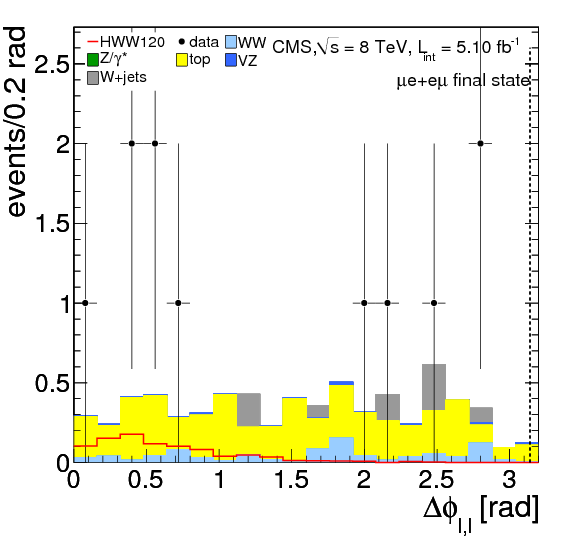 HWW120 data WW CMS,√s = 8 TeV, L_int = 5.10 fb⁻¹
Z/γ* top VZ
W+jets
μe+eμ final state
events/0.2 rad
2.5
2
1.5
1
0.5
0
0 0.5 1 1.5 2 2.5 3
Δϕ_l,l [rad]